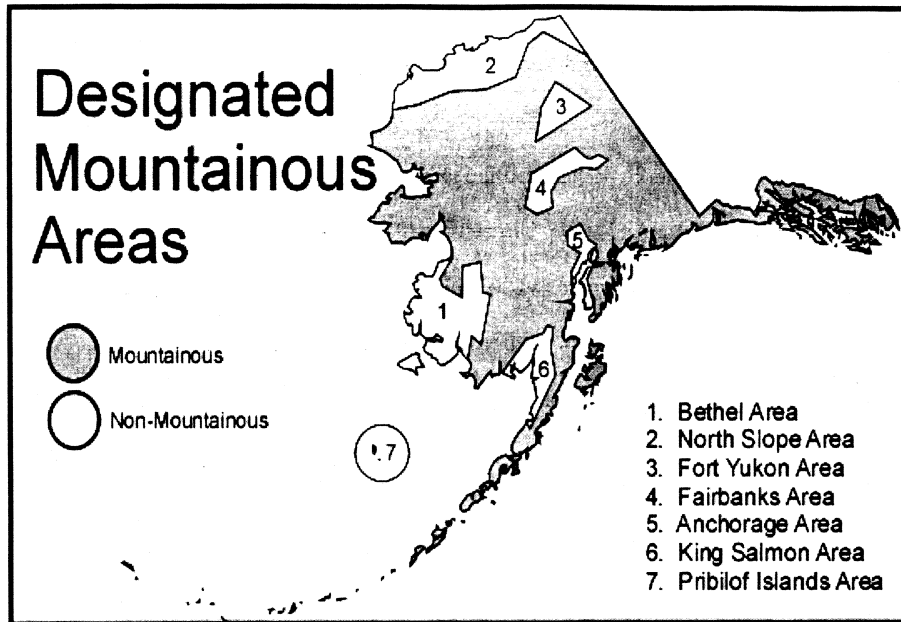 Designated
Mountainous
Areas
2
3
4
5
1
6
7
Mountainous
Non-Mountainous
1. Bethel Area
2. North Slope Area
3. Fort Yukon Area
4. Fairbanks Area
5. Anchorage Area
6. King Salmon Area
7. Pribilof Islands Area